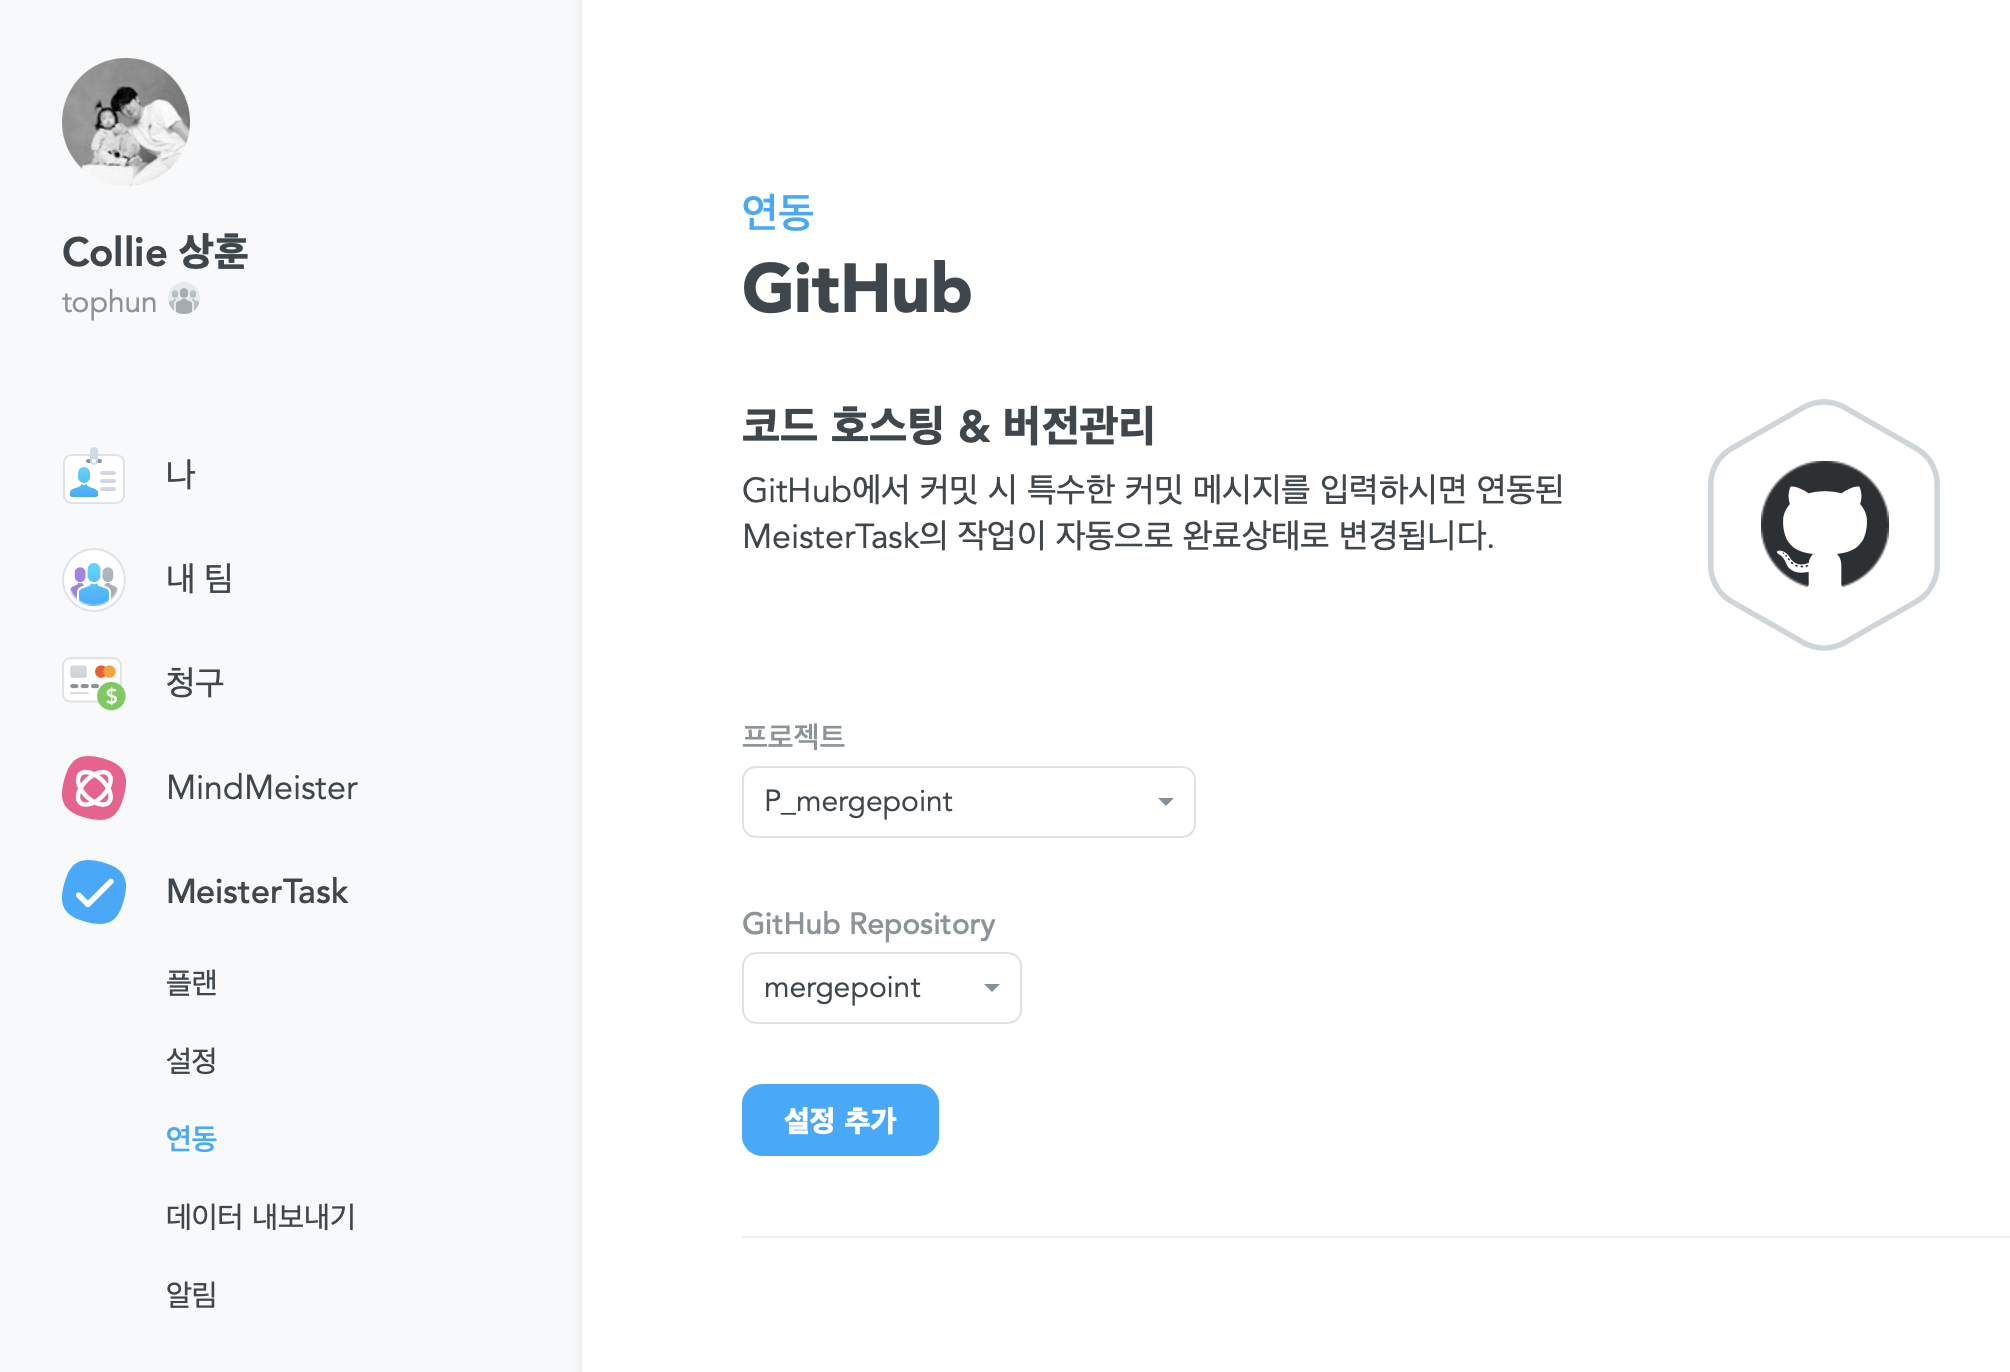 Collie 상훈
tophun
나
내 팀
청구
$
MindMeister
MeisterTask
플랜
설정
연동
데이터 내보내기
알림
연동
GitHub
코드 호스팅 & 버전관리
GitHub에서 커밋 시 특수한 커밋 메시지를 입력하시면 연동된
MeisterTask의 작업이 자동으로 완료상태로 변경됩니다.
프로젝트
P_mergepoint
GitHub Repository
mergepoint
설정 추가